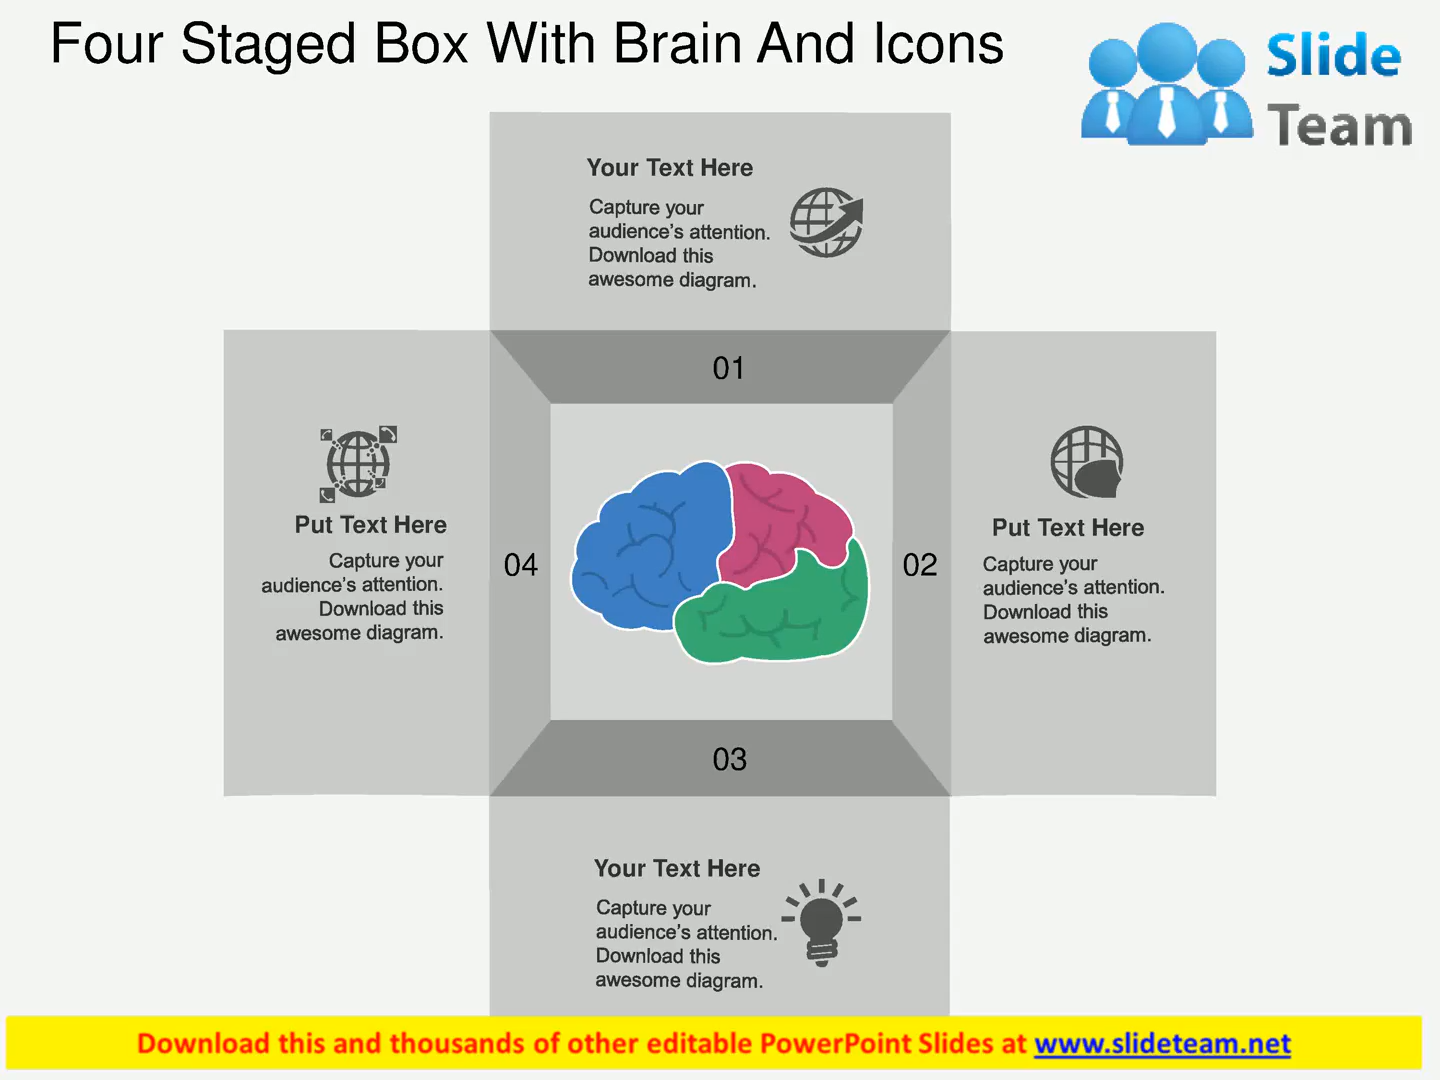 Four Staged Box With Brain And Icons
Slide
Team
Your Text Here
Capture your
audience's attention.
Download this
awesome diagram.
01
Put Text Here
Capture your
audience's attention.
Download this
awesome diagram.
04
02
Put Text Here
Capture your
audience's attention.
Download this
awesome diagram.
03
Your Text Here
Capture your
audience's attention.
Download this
awesome diagram.
Download this and thousands of other editable PowerPoint Slides at www.slideteam.net